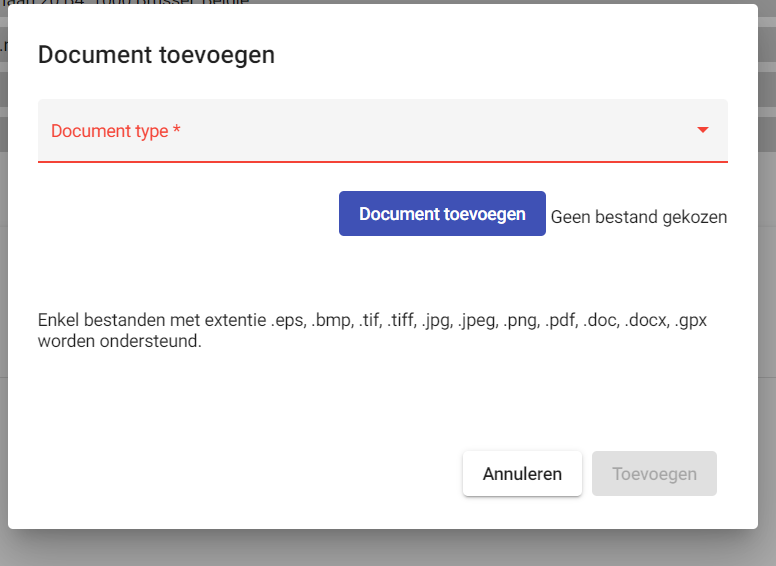 Document toevoegen
Document type *
Document toevoegen Geen bestand gekozen
Enkel bestanden met extentie .eps, .bmp, .tif, .tiff, .jpg, .jpeg, .png, .pdf, .doc, .docx, .gpx
worden ondersteund.
Annuleren Toevoegen